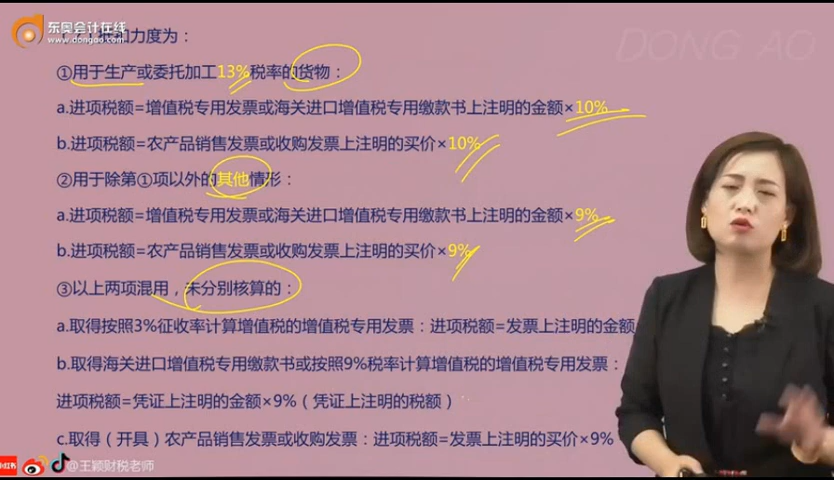 东奥会计在线
www.dongao.com
抵扣力度为：
DONG AO
①用于生产或委托加工13%税率的货物：
a.进项税额=增值税专用发票或海关进口增值税专用缴款书上注明的金额×10%
b.进项税额=农产品销售发票或收购发票上注明的买价×10%
②用于除第①项以外的其他情形：
a.进项税额=增值税专用发票或海关进口增值税专用缴款书上注明的金额×9%
b.进项税额=农产品销售发票或收购发票上注明的买价×9%
③以上两项混用，未分别核算的：
a.取得按照3%征收率计算增值税的增值税专用发票：进项税额=发票上注明的金额
b.取得海关进口增值税专用缴款书或按照9%税率计算增值税的增值税专用发票：
进项税额=凭证上注明的金额×9%（凭证上注明的税额）
c.取得（开具）农产品销售发票或收购发票：进项税额=发票上注明的买价×9%
小红书
@王颖财税老师